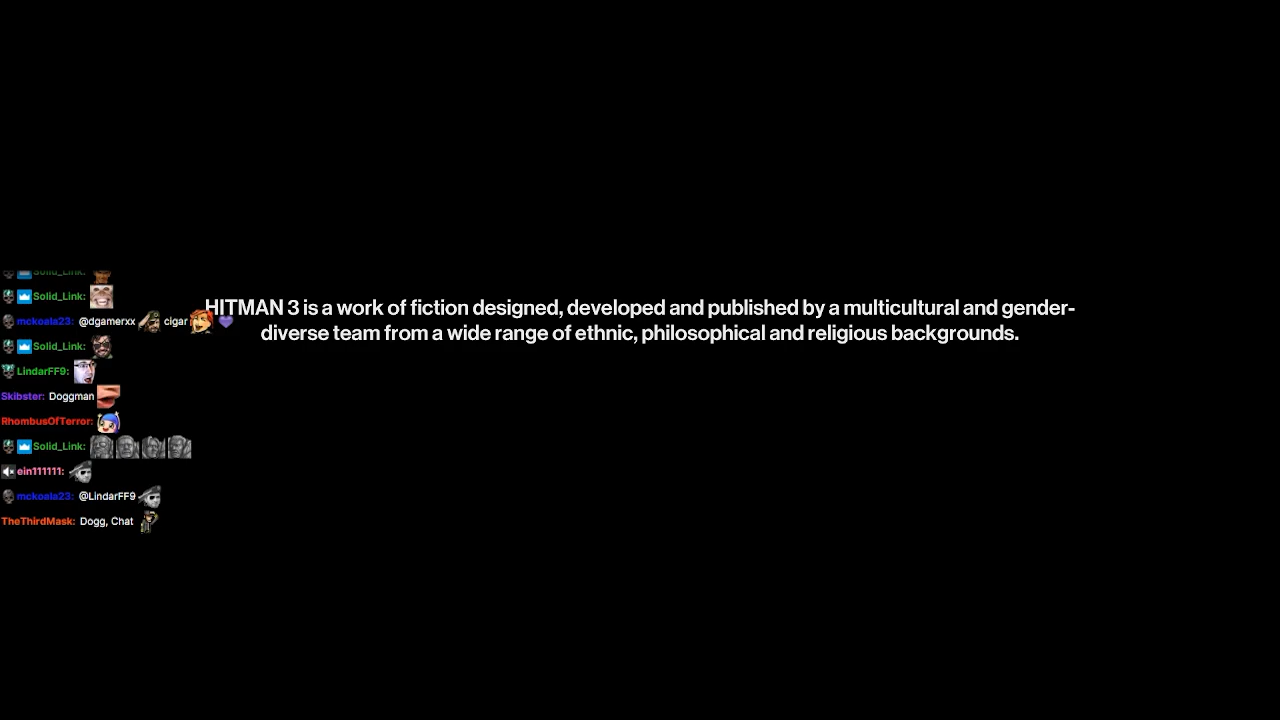 Solid_Link:
Solid_Link:
HITMAN 3 is a work of fiction designed, developed and published by a multicultural and gender-
mckoala23: @dgamerxx cigar
diverse team from a wide range of ethnic, philosophical and religious backgrounds.
Solid_Link:
LindarFF9:
Skibster: Doggman
RhombusOfTerror:
Solid_Link:
ein111111:
mckoala23: @LindarFF9
TheThirdMask: Dogg, Chat